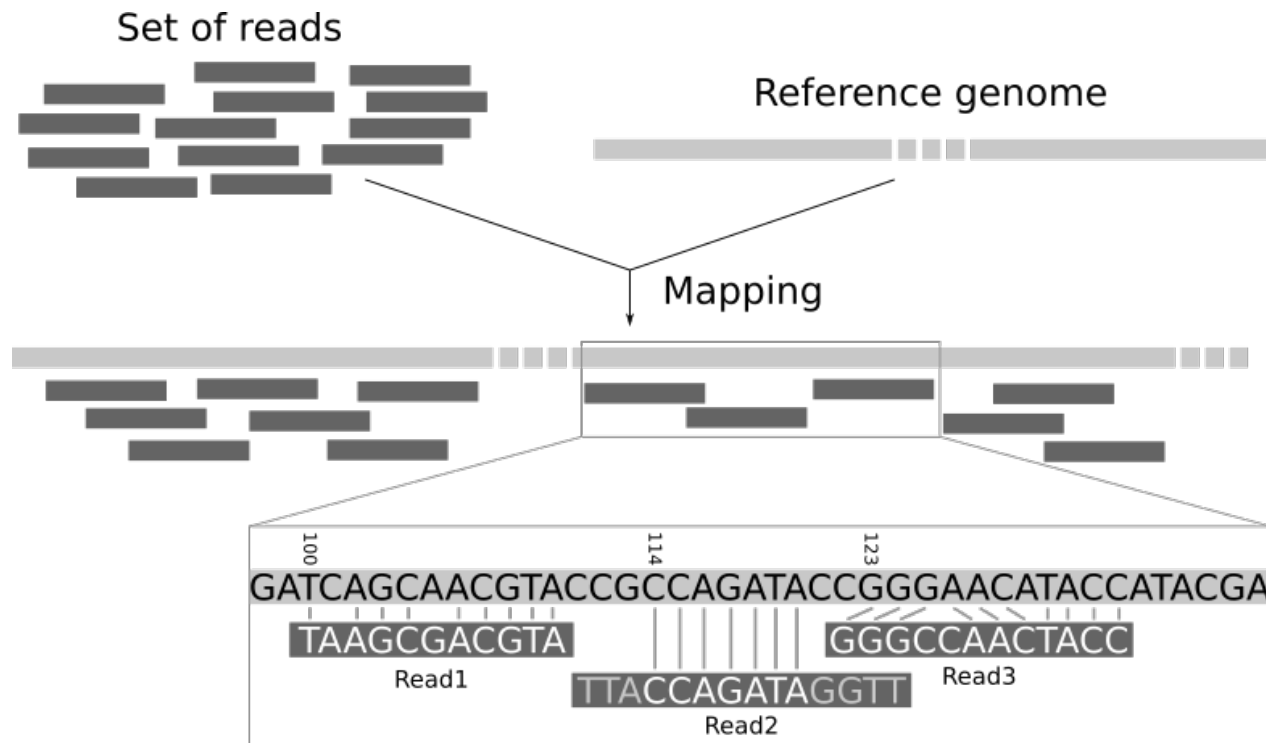 Set of reads
Reference genome
Mapping
100 114 123
GATCAGCAACGTACCGCCAGATACCGGGAACATACCATACGA
TAAGCGACGTA
GGGCCAACTACC
Read1
Read3
TTACCAGATAGGTT
Read2